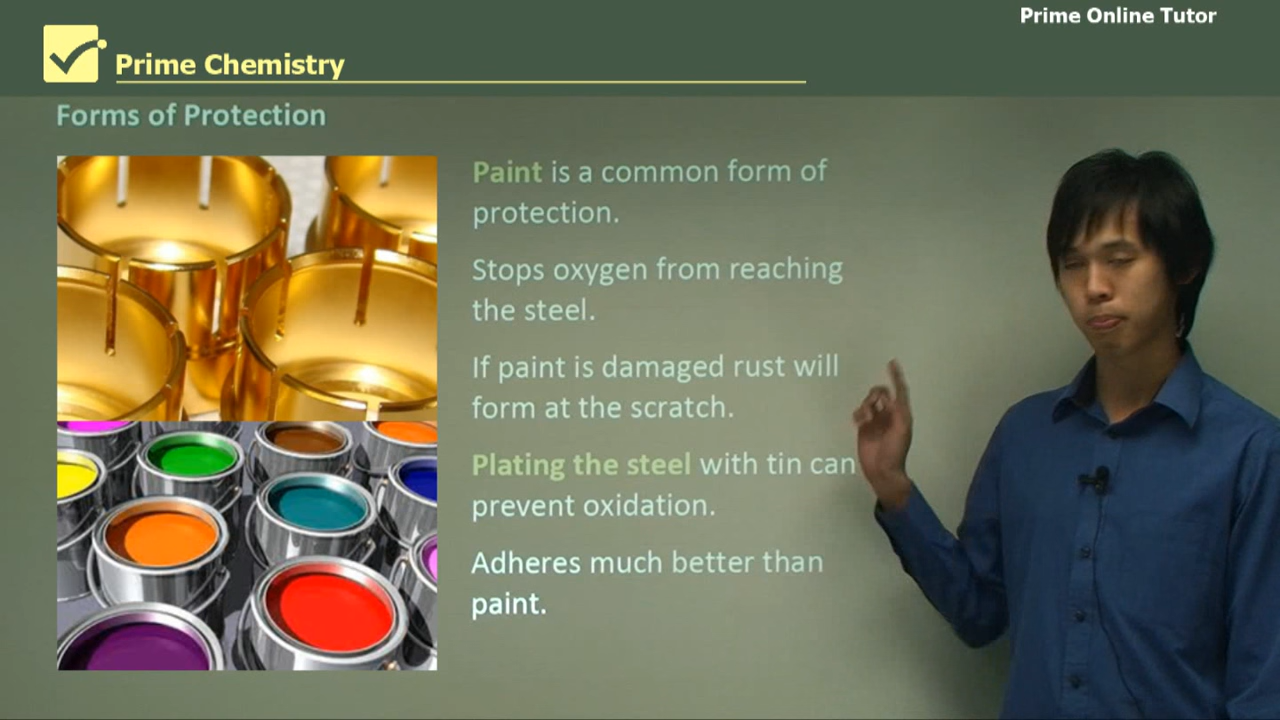 Prime Online Tutor
Prime Chemistry
Forms of Protection
Paint is a common form of
protection.
Stops oxygen from reaching
the steel.
If paint is damaged rust will
form at the scratch.
Plating the steel with tin can
prevent oxidation.
Adheres much better than
paint.